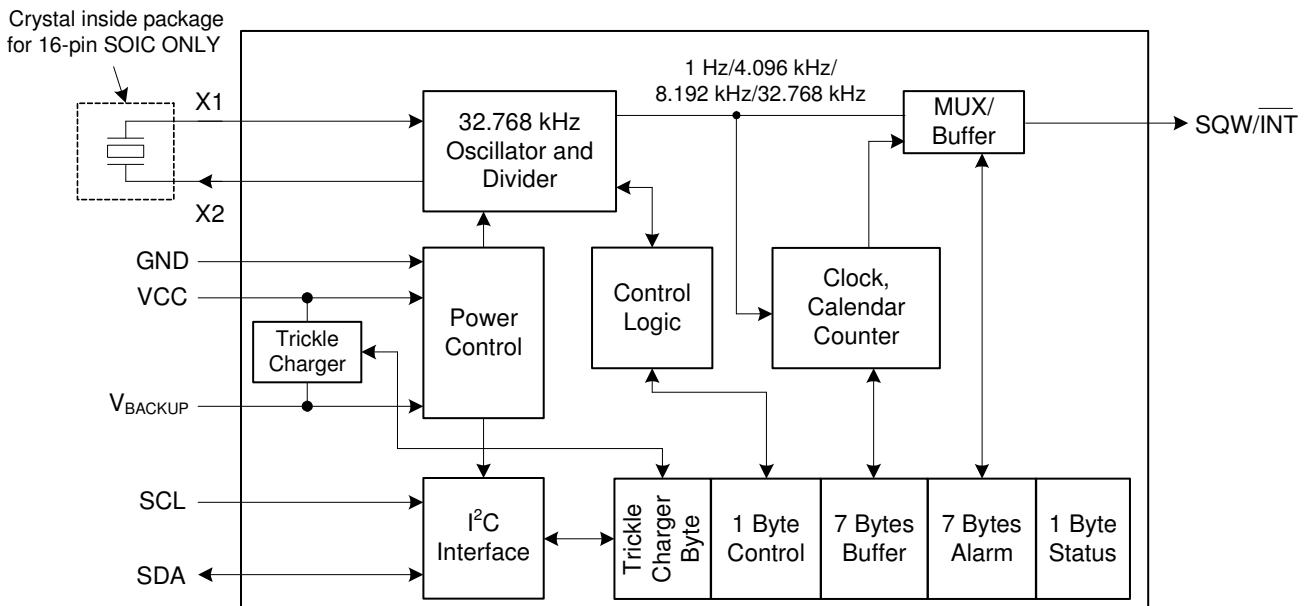 Crystal inside package
for 16-pin SOIC ONLY
X1
X2
32.768 kHz
Oscillator and
Divider
1 Hz/4.096 kHz/
8.192 kHz/32.768 kHz
MUX/
Buffer
SQW/I̅N̅T̅
GND
VCC
Trickle
Charger
VBACKUP
Power
Control
Control
Logic
Clock,
Calendar
Counter
SCL
SDA
I²C
Interface
Trickle
Charger
Byte
1 Byte
Control
7 Bytes
Buffer
7 Bytes
Alarm
1 Byte
Status